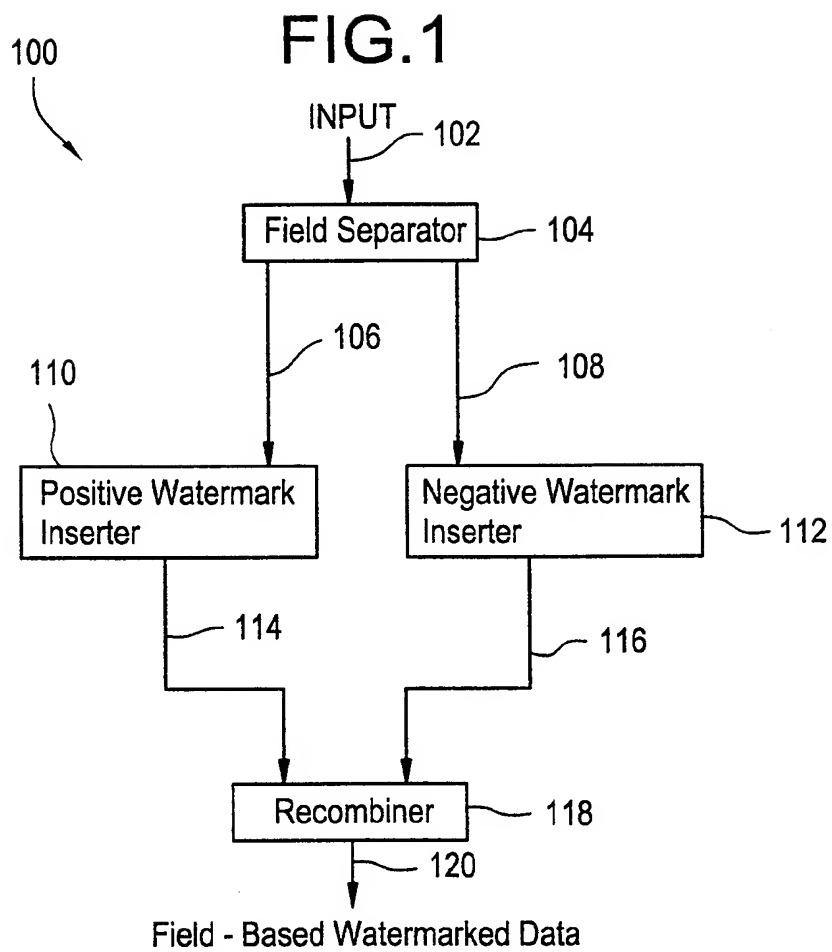 FIG.1
100
INPUT
102
Field Separator
104
106
108
110
Positive Watermark
Inserter
Negative Watermark
Inserter
112
114
116
Recombiner
118
120
Field - Based Watermarked Data